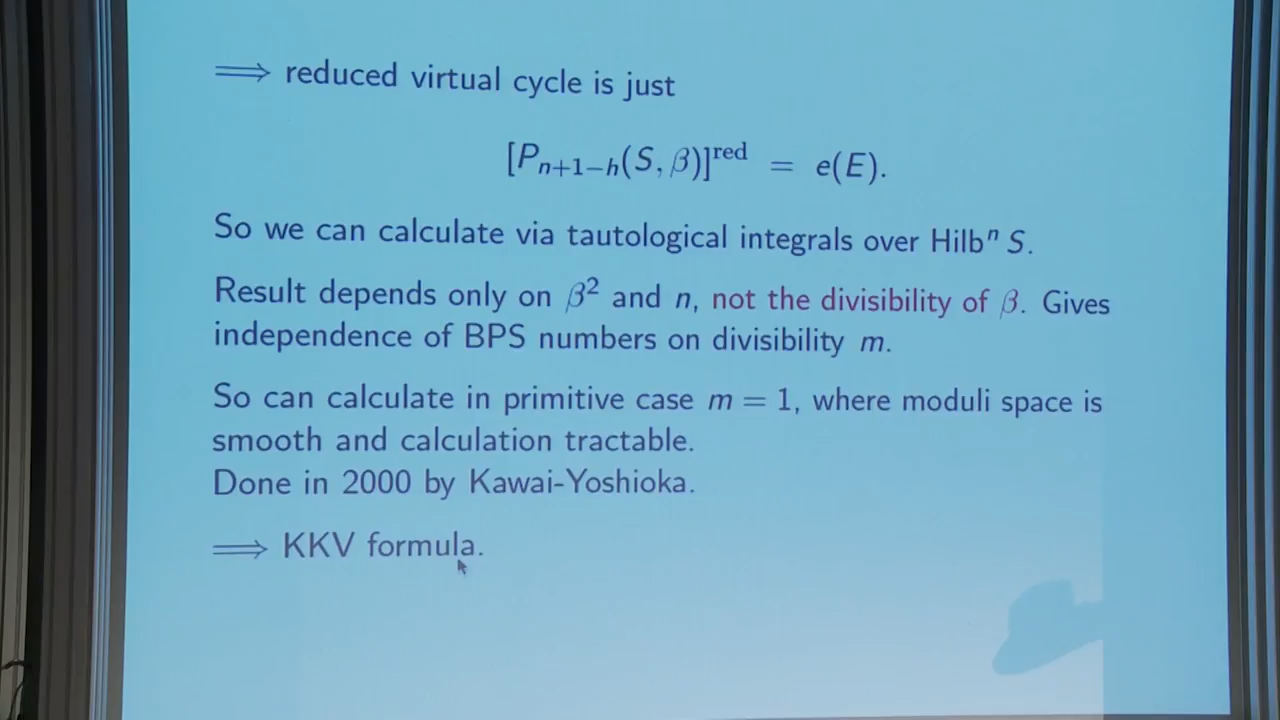 ⟹ reduced virtual cycle is just
[P_{n+1−h}(S, β)]^{red} = e(E).
So we can calculate via tautological integrals over Hilbⁿ S.
Result depends only on β² and n, not the divisibility of β. Gives
independence of BPS numbers on divisibility m.
So can calculate in primitive case m = 1, where moduli space is
smooth and calculation tractable.
Done in 2000 by Kawai-Yoshioka.
⟹ KKV formula.